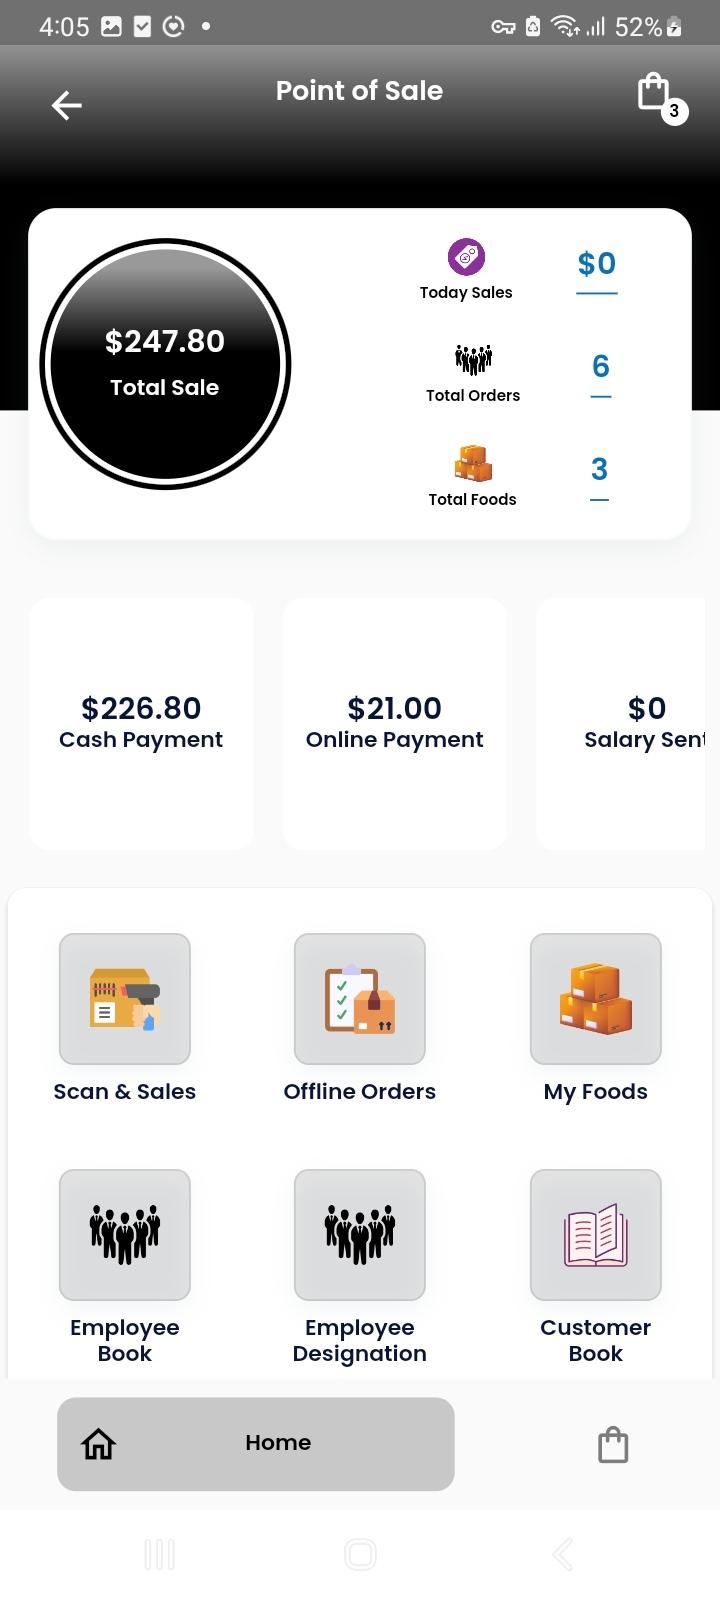 4:05
52%
Point of Sale
3
$247.80
Total Sale
Today Sales
$0
Total Orders
6
Total Foods
3
$226.80
Cash Payment
$21.00
Online Payment
$0
Salary Sent
Scan & Sales
Offline Orders
My Foods
Employee
Book
Employee
Designation
Customer
Book
Home